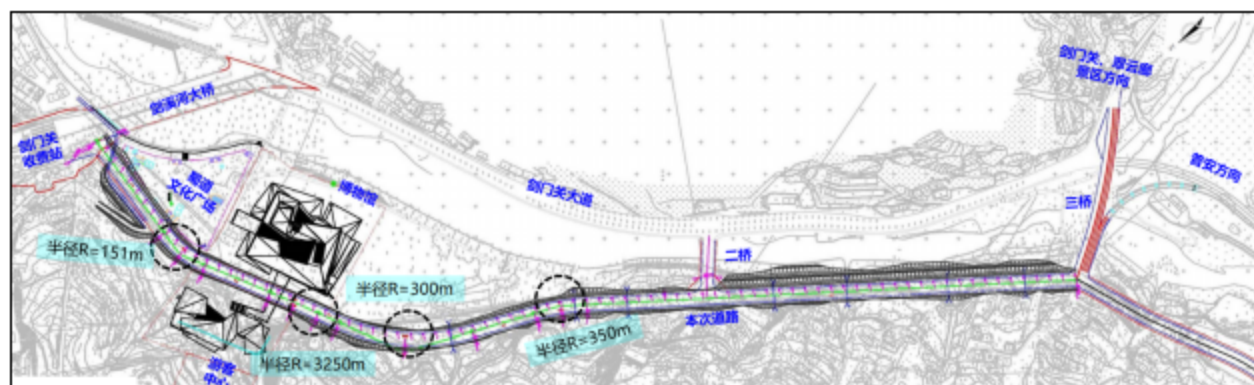 剑门关、翠云廊
景区方向
剑溪河大桥
剑门关
收费站
普安方向
蜀道
文化广场
博物馆
剑门关大道
三桥
半径R=151m
二桥
半径R=300m
本次道路
半径R=350m
半径R=3250m
游客
中心